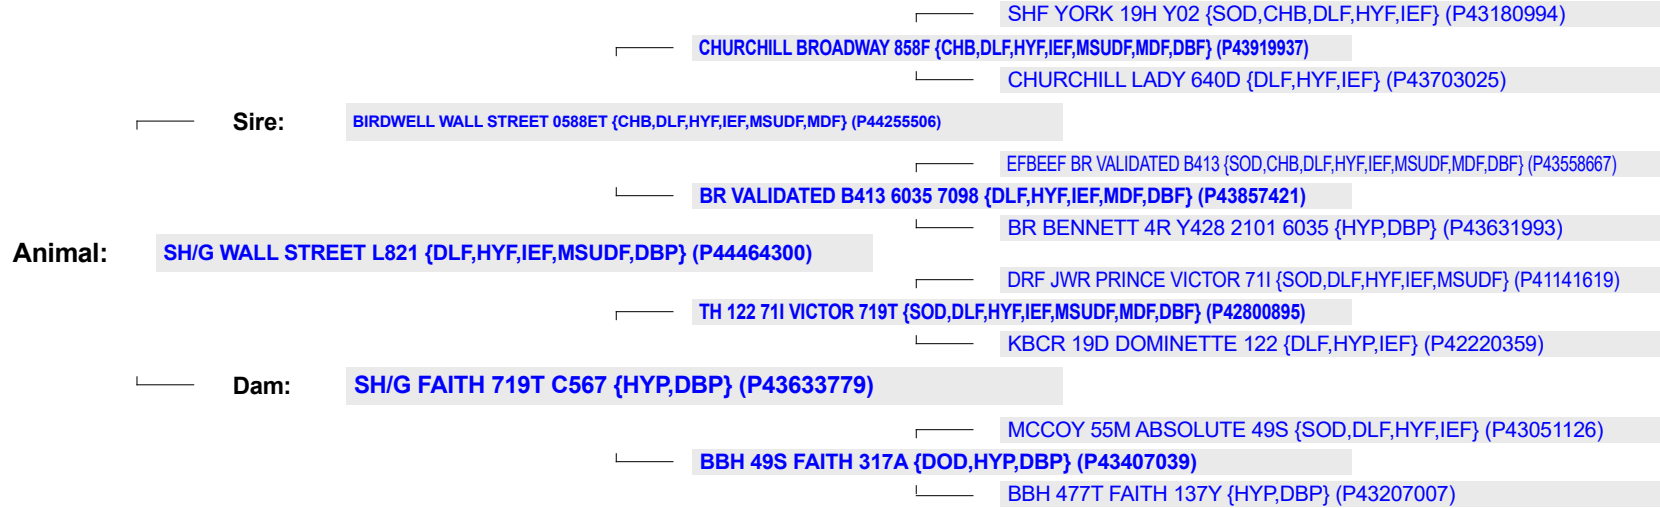 SHF YORK 19H Y02 {SOD,CHB,DLF,HYF,IEF} (P43180994)
CHURCHILL BROADWAY 858F {CHB,DLF,HYF,IEF,MSUDF,MDF,DBF} (P43919937)
CHURCHILL LADY 640D {DLF,HYF,IEF} (P43703025)
Sire: BIRDWELL WALL STREET 0588ET {CHB,DLF,HYF,IEF,MSUDF,MDF} (P44255506)
EFBEEF BR VALIDATED B413 {SOD,CHB,DLF,HYF,IEF,MSUDF,MDF,DBF} (P43558667)
BR VALIDATED B413 6035 7098 {DLF,HYF,IEF,MDF,DBF} (P43857421)
BR BENNETT 4R Y428 2101 6035 {HYP,DBP} (P43631993)
Animal: SH/G WALL STREET L821 {DLF,HYF,IEF,MSUDF,DBP} (P44464300)
DRF JWR PRINCE VICTOR 71I {SOD,DLF,HYF,IEF,MSUDF} (P41141619)
TH 122 71I VICTOR 719T {SOD,DLF,HYF,IEF,MSUDF,MDF,DBF} (P42800895)
KBCR 19D DOMINETTE 122 {DLF,HYP,IEF} (P42220359)
Dam: SH/G FAITH 719T C567 {HYP,DBP} (P43633779)
MCCOY 55M ABSOLUTE 49S {SOD,DLF,HYF,IEF} (P43051126)
BBH 49S FAITH 317A {DOD,HYP,DBP} (P43407039)
BBH 477T FAITH 137Y {HYP,DBP} (P43207007)